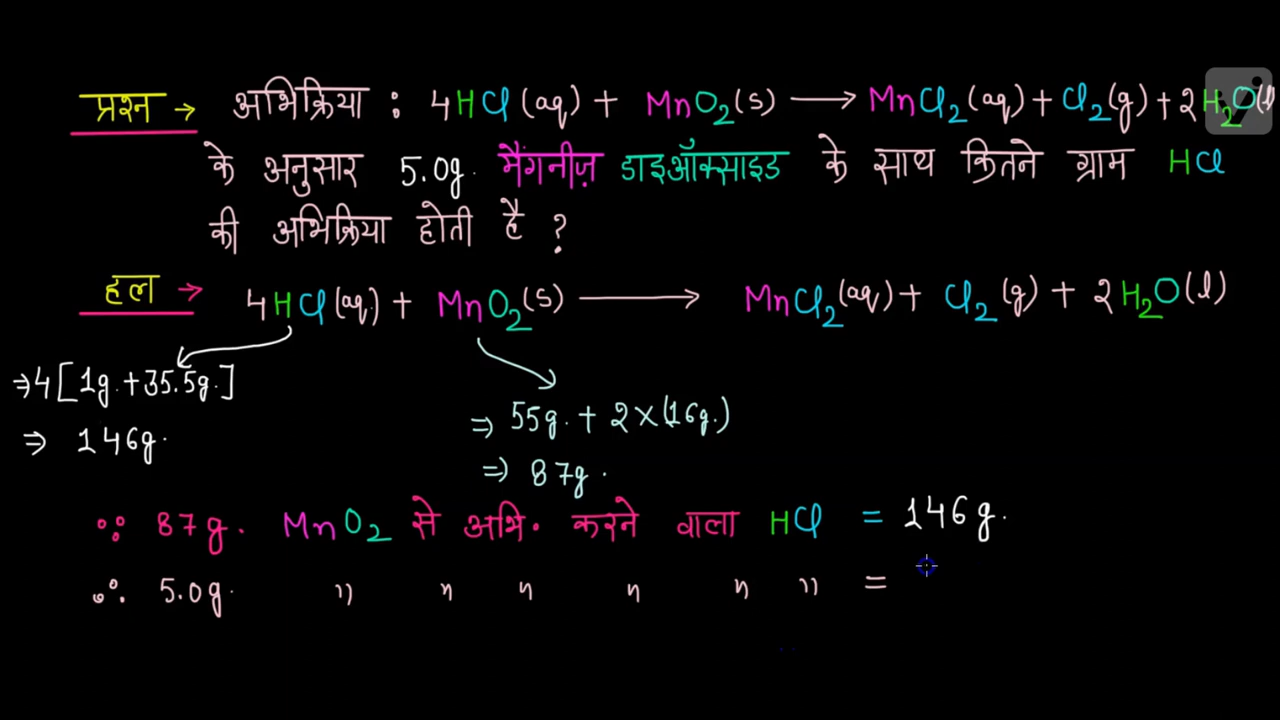 प्रश्न → अभिक्रिया : 4HCl(aq) + MnO₂(s) ⟶ MnCl₂(aq) + Cl₂(g) + 2H₂O(l
के अनुसार 5.0g. मैंगनीज़ डाइऑक्साइड के साथ कितने ग्राम HCl
की अभिक्रिया होती है ?
हल → 4HCl(aq.) + MnO₂(s) ⟶ MnCl₂(aq) + Cl₂(g) + 2H₂O(l)
⇒ 4[1g. + 35.5g.]
⇒ 146g.
⇒ 55g. + 2×(16g.)
⇒ 87g.
∵ 87g. MnO₂ से अभि॰ करने वाला HCl = 146g.
∴ 5.0g. " " " " " " =